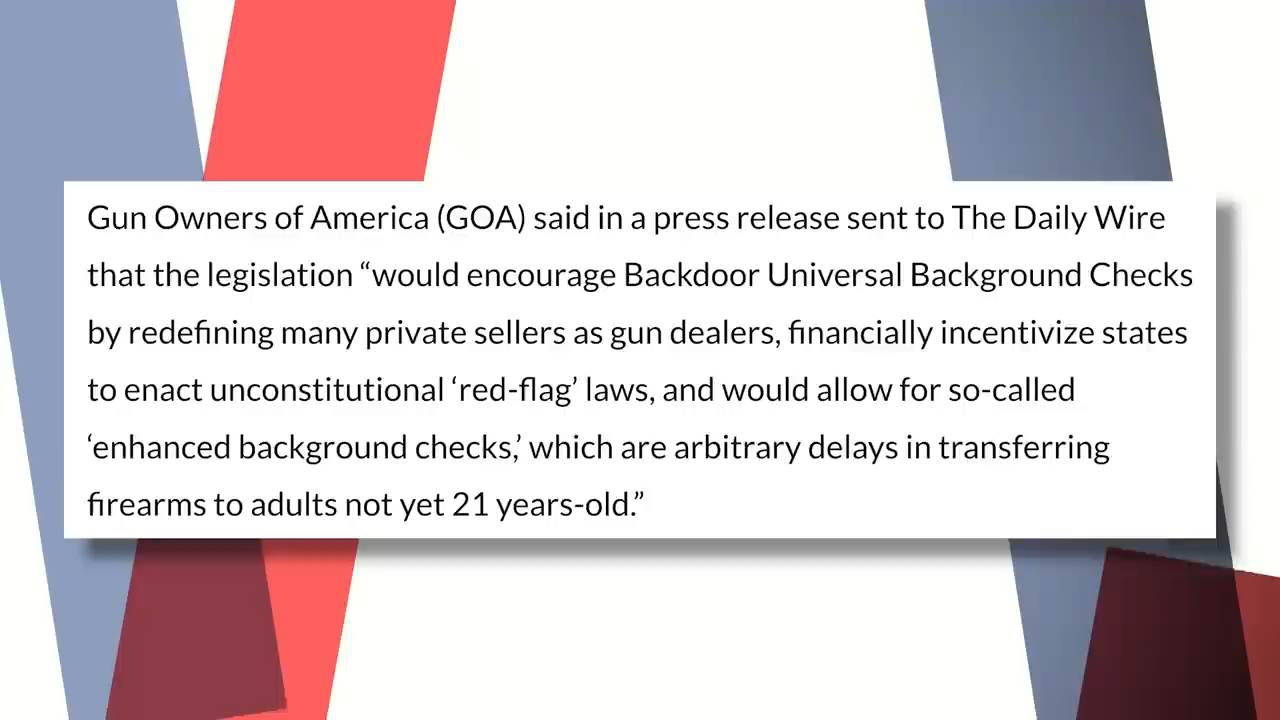 Gun Owners of America (GOA) said in a press release sent to The Daily Wire
that the legislation “would encourage Backdoor Universal Background Checks
by redefining many private sellers as gun dealers, financially incentivize states
to enact unconstitutional ‘red-flag’ laws, and would allow for so-called
‘enhanced background checks,’ which are arbitrary delays in transferring
firearms to adults not yet 21 years-old.”